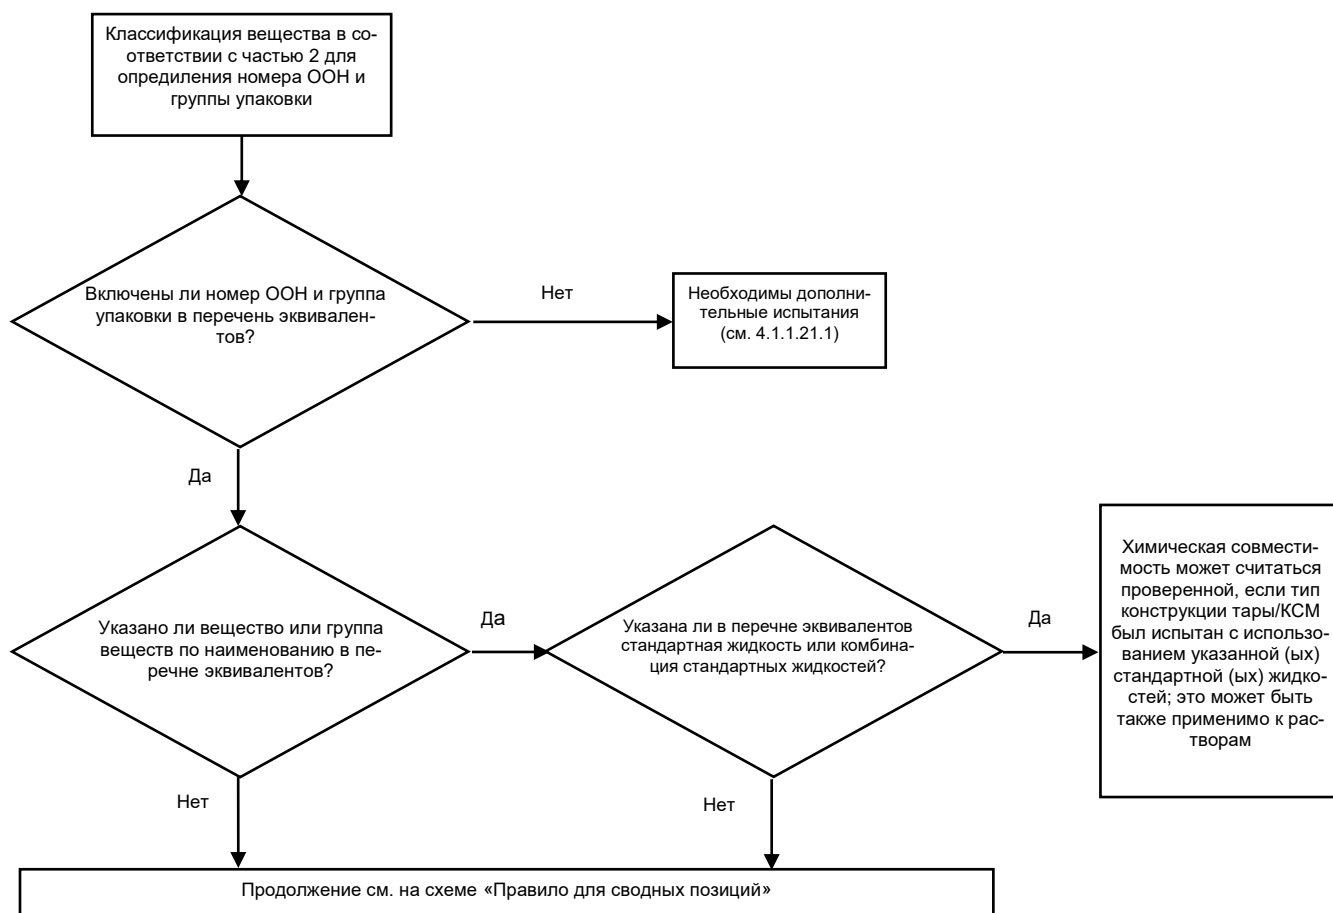 Классификация вещества в со-
ответствии с частью 2 для
опредиления номера ООН и
группы упаковки
Включены ли номер ООН и группа
упаковки в перечень эквивален-
тов?
Нет
Необходимы дополни-
тельные испытания
(см. 4.1.1.21.1)
Да
Указано ли вещество или группа
веществ по наименованию в пе-
речне эквивалентов?
Да
Указана ли в перечне эквивалентов
стандартная жидкость или комбина-
ция стандартных жидкостей?
Да
Химическая совмести-
мость может считаться
проверенной, если тип
конструкции тары/КСМ
был испытан с использо-
ванием указанной (ых)
стандартной (ых) жидко-
стей; это может быть
также применимо к рас-
творам
Нет
Нет
Продолжение см. на схеме «Правило для сводных позиций»